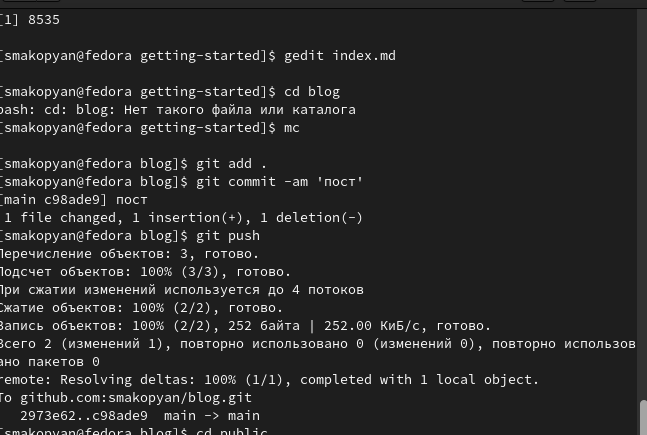 [1] 8535
[smakopyan@fedora getting-started]$ gedit index.md
[smakopyan@fedora getting-started]$ cd blog
bash: cd: blog: Нет такого файла или каталога
[smakopyan@fedora getting-started]$ mc
[smakopyan@fedora blog]$ git add .
[smakopyan@fedora blog]$ git commit -am 'пост'
[main c98ade9] пост
1 file changed, 1 insertion(+), 1 deletion(-)
[smakopyan@fedora blog]$ git push
Перечисление объектов: 3, готово.
Подсчет объектов: 100% (3/3), готово.
При сжатии изменений используется до 4 потоков
Сжатие объектов: 100% (2/2), готово.
Запись объектов: 100% (2/2), 252 байта | 252.00 КиБ/с, готово.
Всего 2 (изменений 1), повторно использовано 0 (изменений 0), повторно использов
ано пакетов 0
remote: Resolving deltas: 100% (1/1), completed with 1 local object.
To github.com:smakopyan/blog.git
2973e62..c98ade9  main -> main
[smakopyan@fedora blog]$ cd public